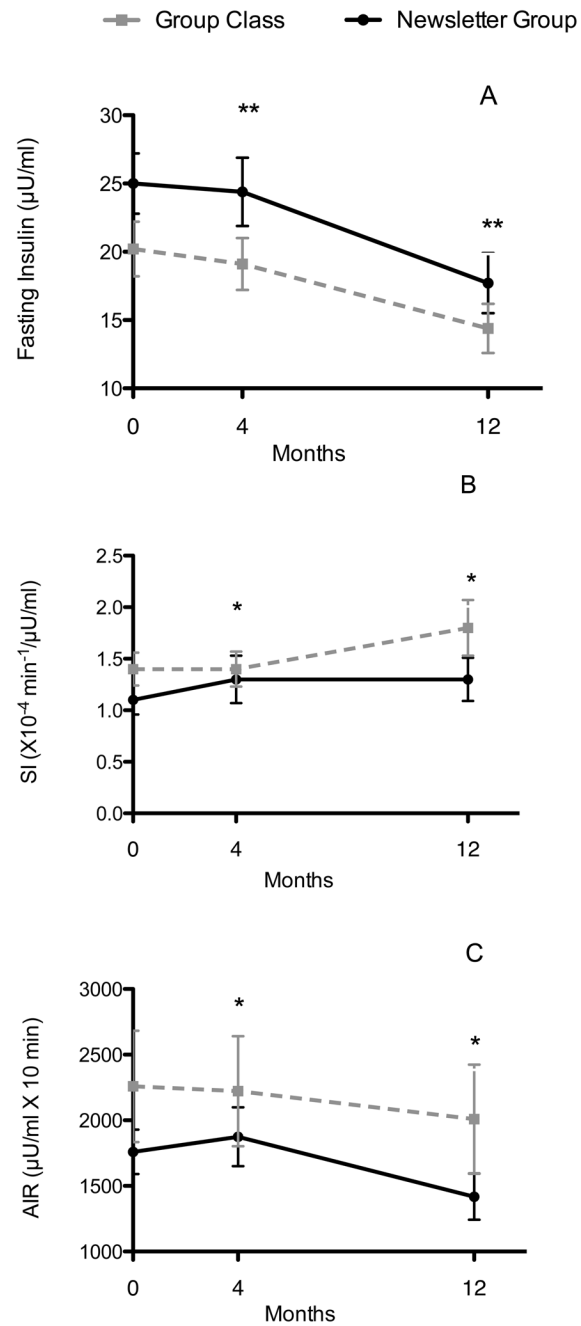 Group Class Newsletter Group
A
Fasting Insulin (µU/ml)
30
**
25
**
20
15
10
0 4 12
Months
B
SI (X10⁻⁴ min⁻¹/µU/ml)
2.5
*
2.0
*
1.5
1.0
0.5
0.0
0 4 12
Months
C
AIR (µU/ml X 10 min)
3000
*
2500
*
2000
1500
1000
0 4 12
Months